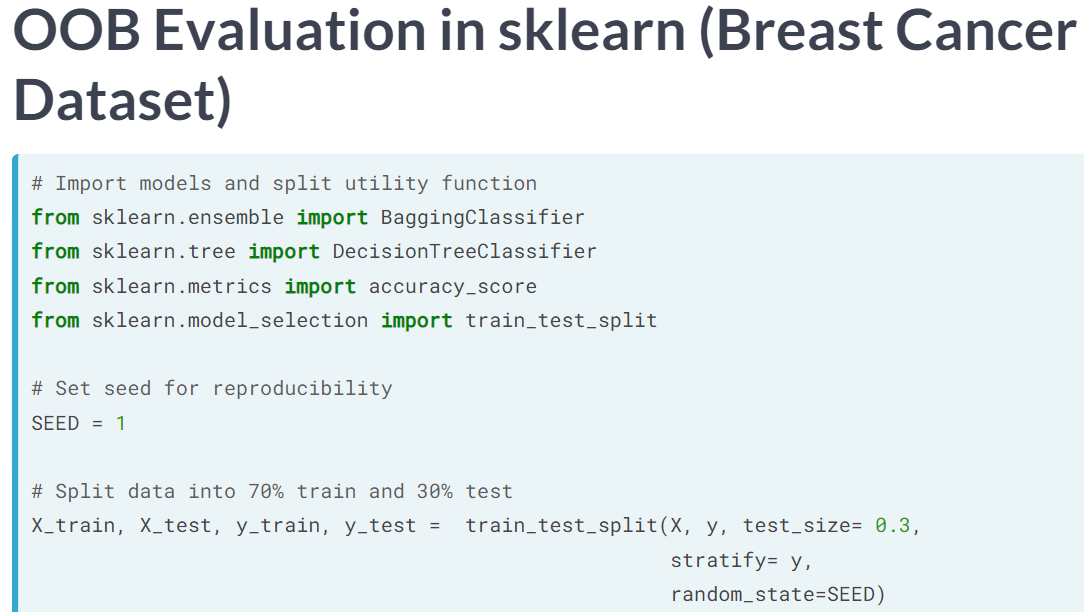 OOB Evaluation in sklearn (Breast Cancer
Dataset)
# Import models and split utility function
from sklearn.ensemble import BaggingClassifier
from sklearn.tree import DecisionTreeClassifier
from sklearn.metrics import accuracy_score
from sklearn.model_selection import train_test_split
# Set seed for reproducibility
SEED = 1
# Split data into 70% train and 30% test
X_train, X_test, y_train, y_test =  train_test_split(X, y, test_size= 0.3,
stratify= y,
random_state=SEED)